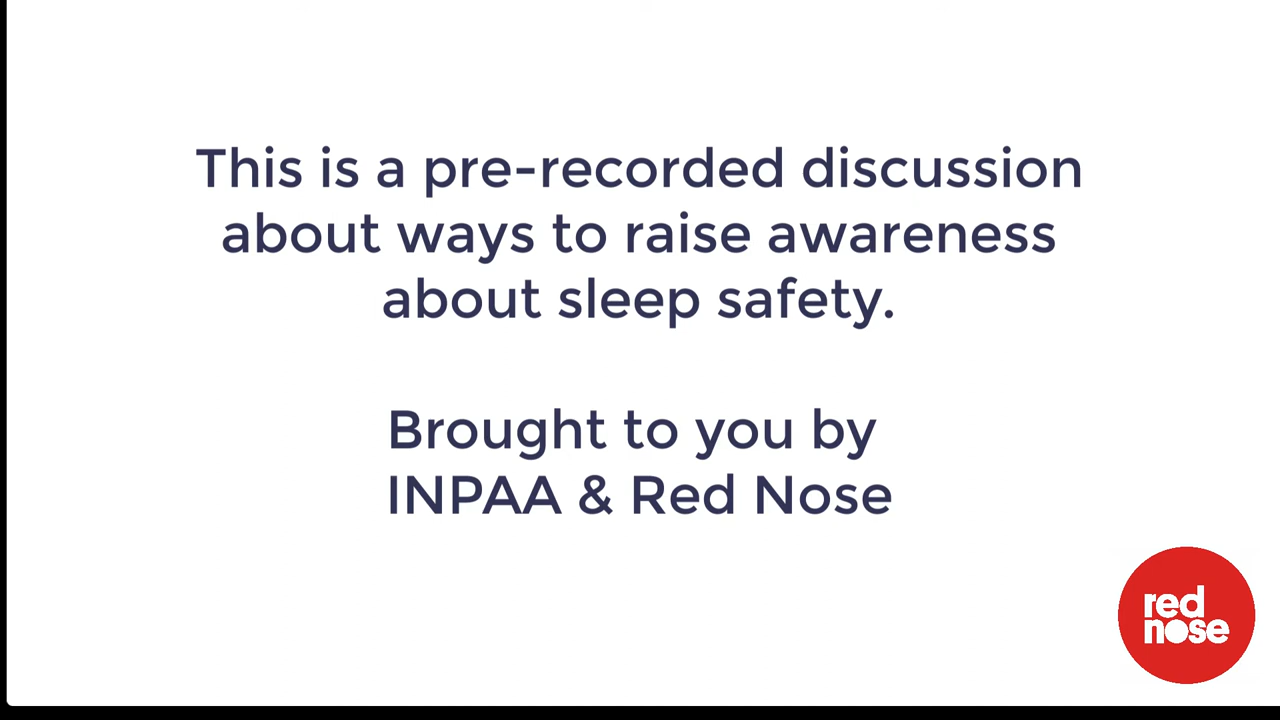 This is a pre-recorded discussion
about ways to raise awareness
about sleep safety.
Brought to you by
INPAA & Red Nose
red
nose